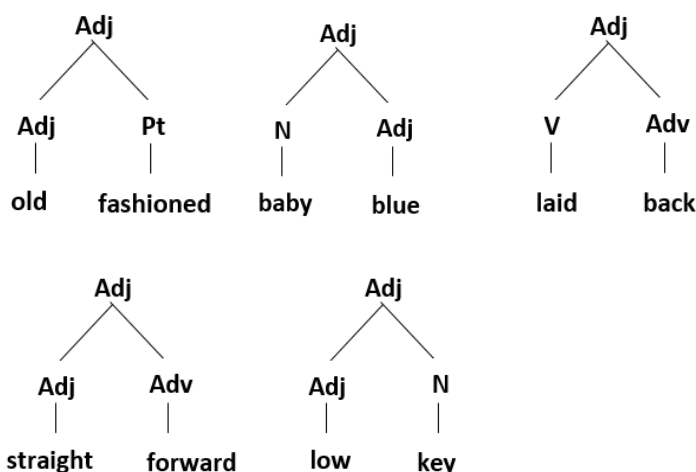 Adj Adj Adj
Adj Pt N Adj V Adv
old fashioned baby blue laid back
Adj Adj
Adj Adv Adj N
straight forward low key